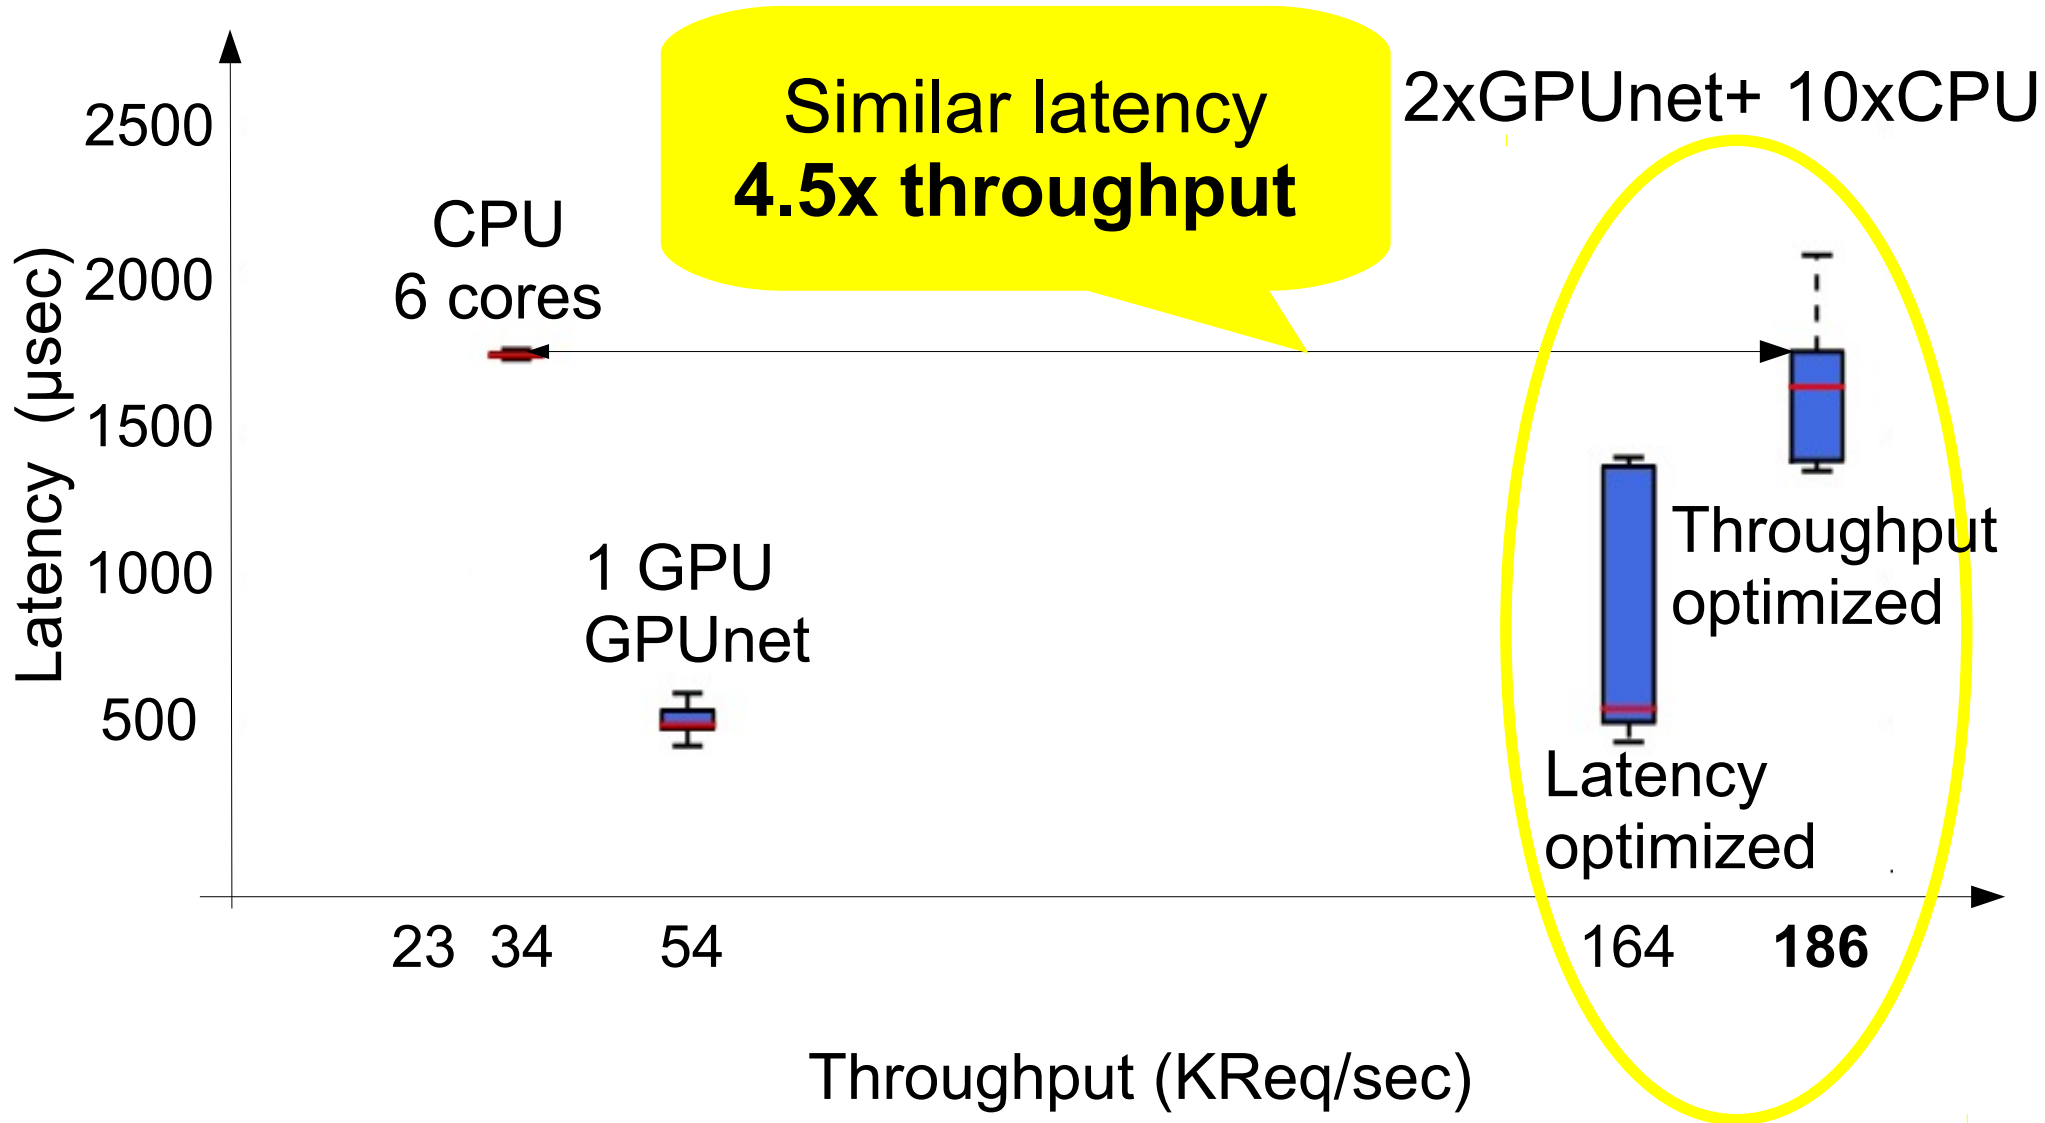 Similar latency
4.5x throughput
2xGPUnet+ 10xCPU
2500
2000
1500
1000
500
Latency (µsec)
CPU
6 cores
1 GPU
GPUnet
Throughput
optimized
Latency
optimized
23 34 54 164 186
Throughput (KReq/sec)